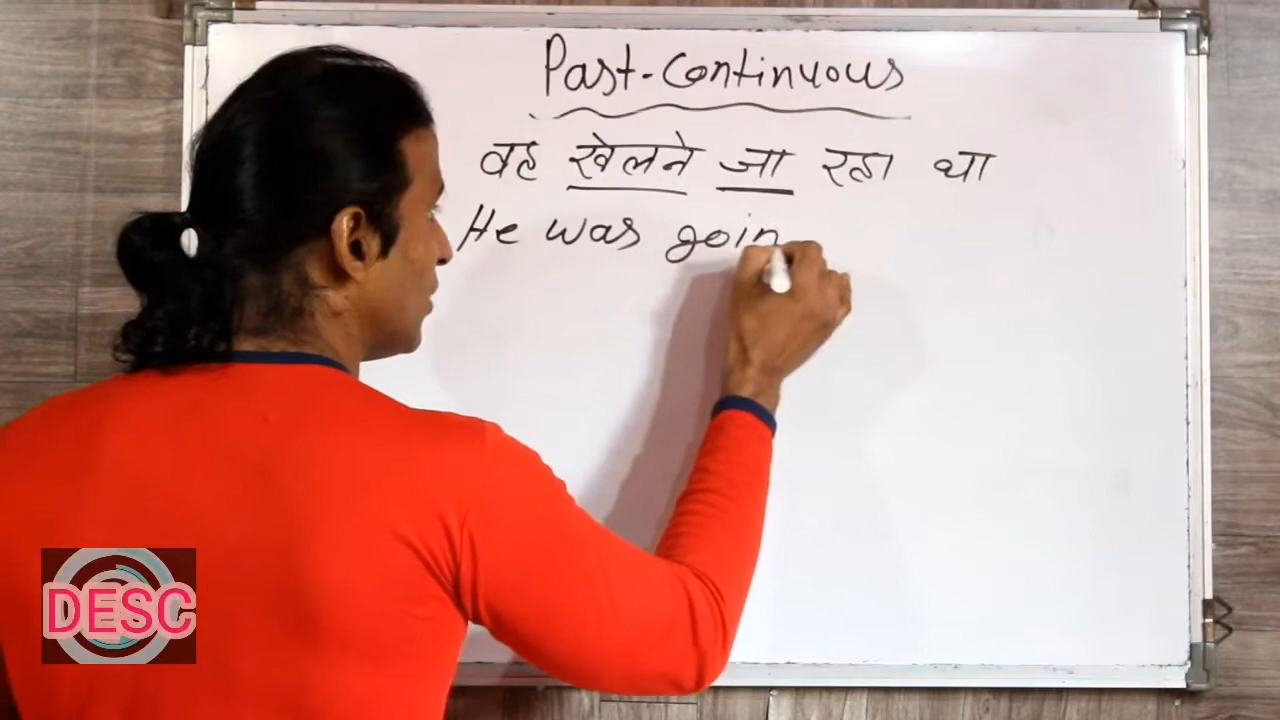 Past-Continuous
वह खेलने जा रहा था
He was goin
DESC